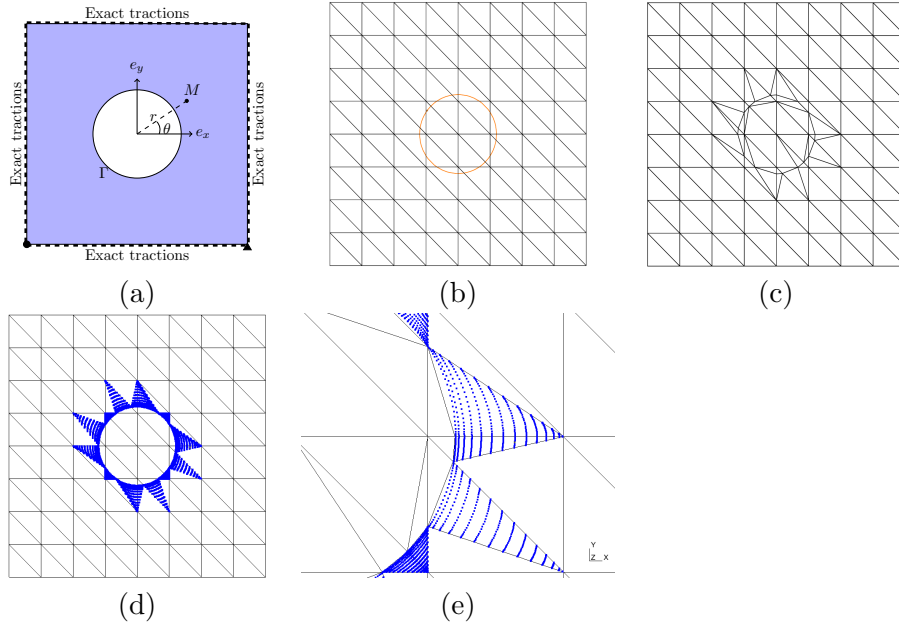 Exact tractions
e_y
M
r
θ
e_x
Γ
Exact tractions
Exact tractions
Exact tractions
(a)
(b)
(c)
Y
Z X
(d)
(e)